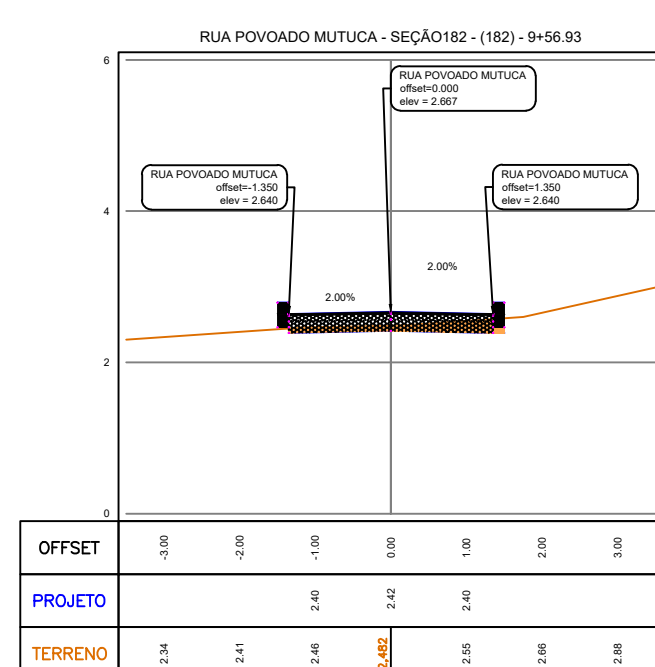 RUA POVOADO MUTUCA - SEÇÃO182 - (182) - 9+56.93
6
RUA POVOADO MUTUCA
offset=0.000
elev = 2.667
RUA POVOADO MUTUCA
offset=-1.350
elev = 2.640
RUA POVOADO MUTUCA
offset=1.350
elev = 2.640
4
2.00%
2.00%
2
0
OFFSET -3.00 -2.00 -1.00 0.00 1.00 2.00 3.00
PROJETO 2.40 2.42 2.40
TERRENO 2.34 2.41 2.46 2,482 2.55 2.66 2.88